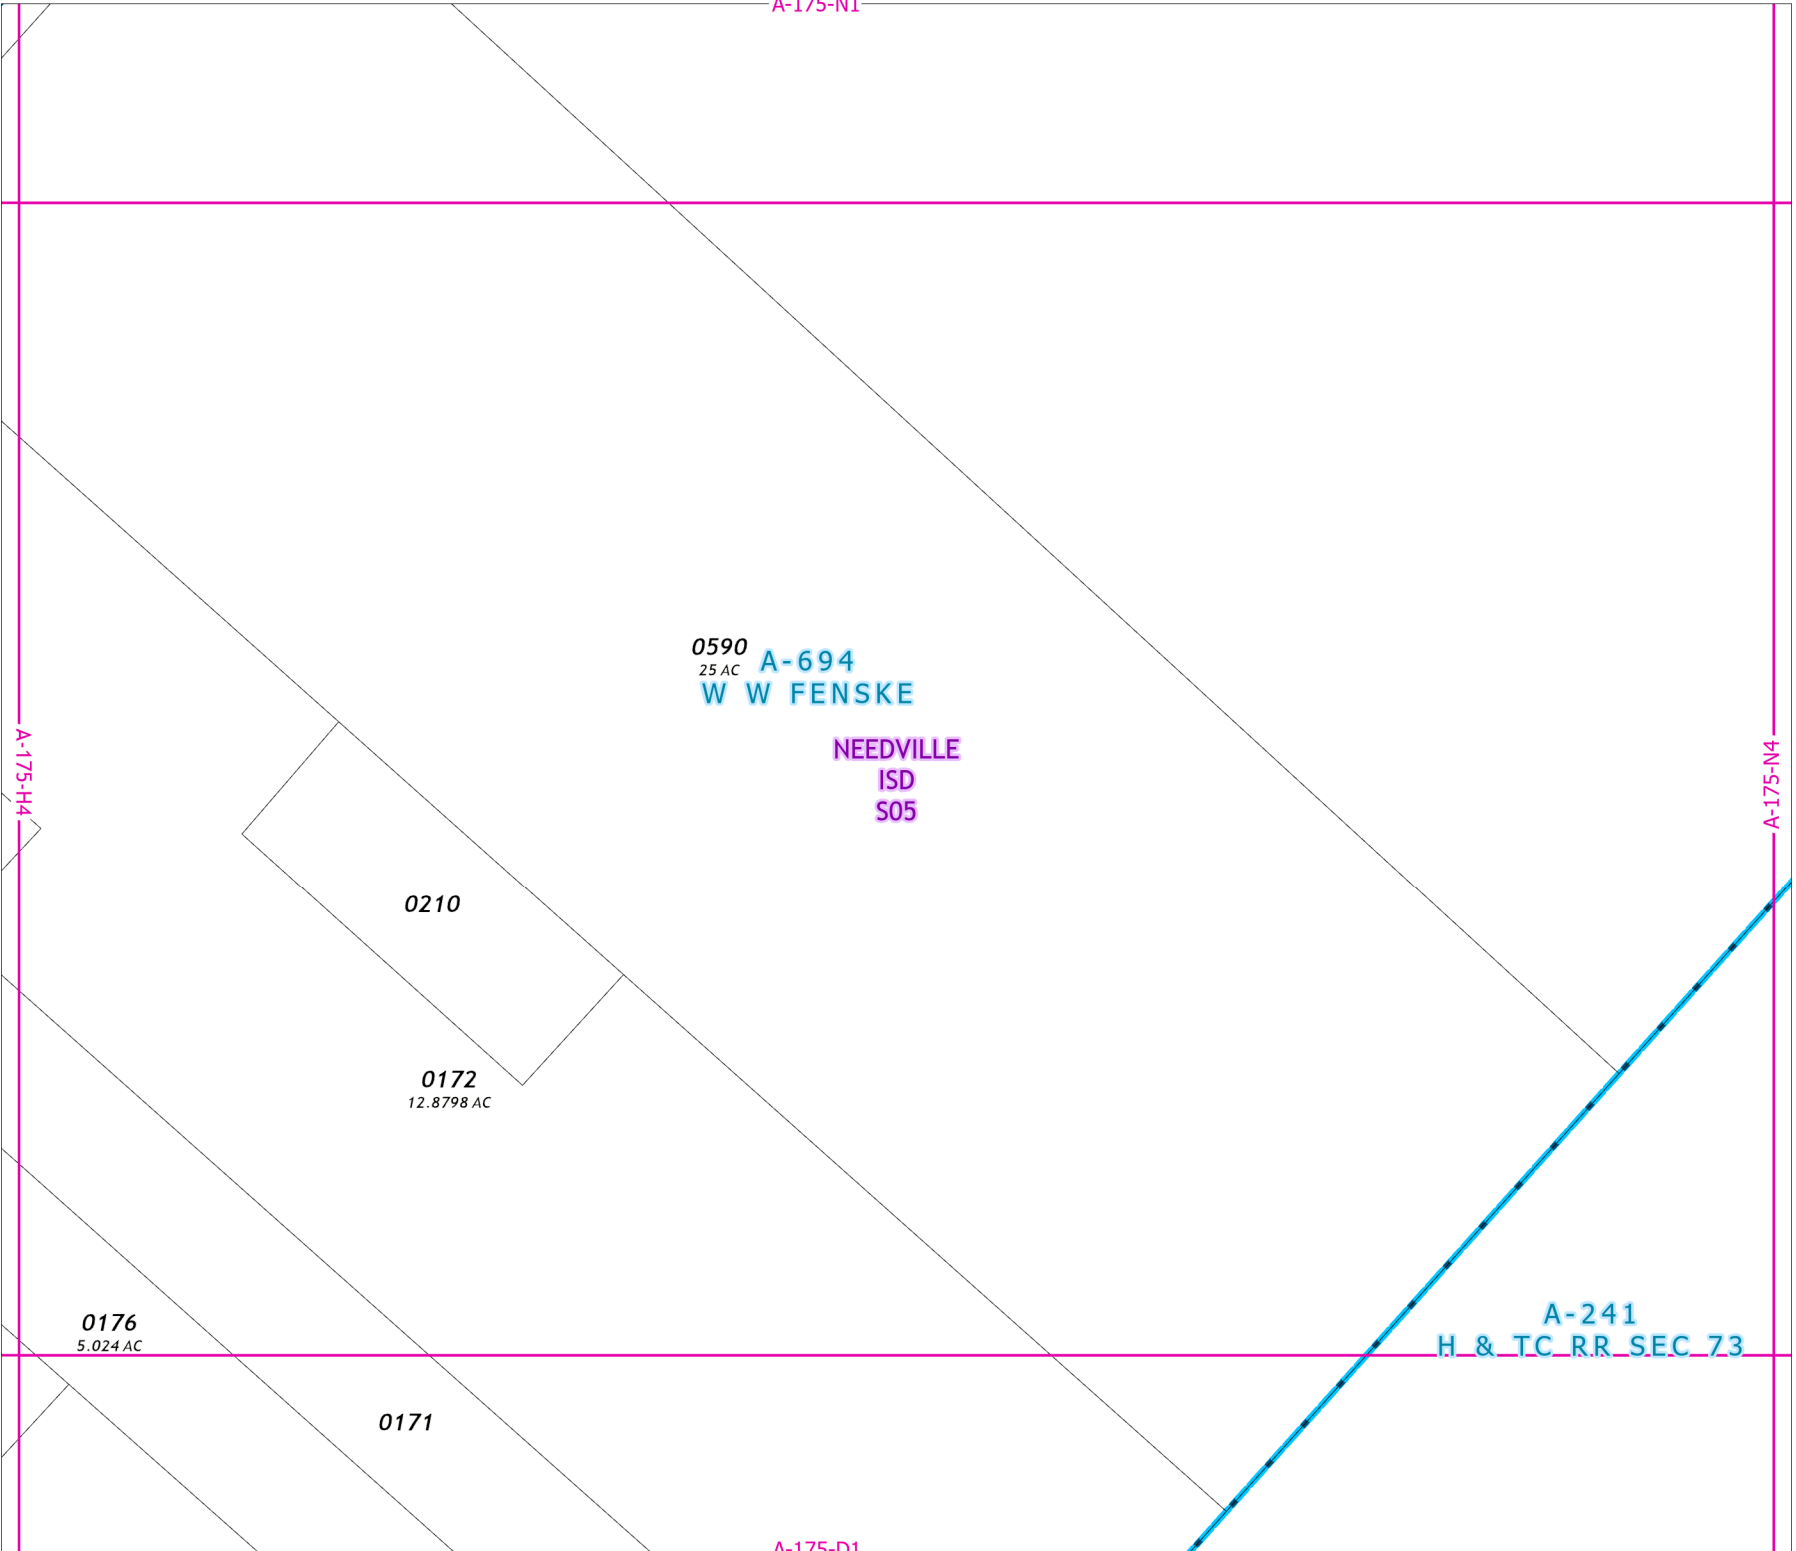 A-175-N1
0590
25 AC
A-694
W W FENSKE
NEEDVILLE
ISD
S05
A-175-H4
A-175-N4
0210
0172
12.8798 AC
0176
5.024 AC
A-241
H & TC RR SEC 73
0171
A-175-D1